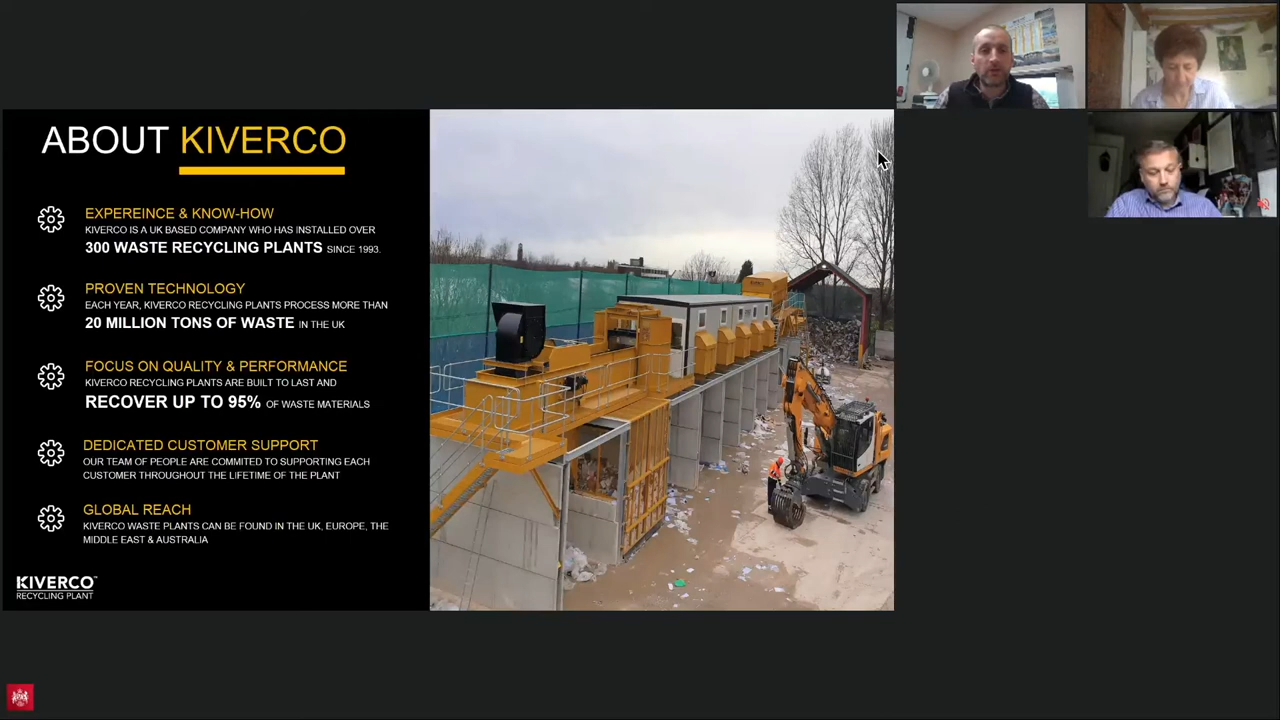 ABOUT KIVERCO
EXPEREINCE & KNOW-HOW
KIVERCO IS A UK BASED COMPANY WHO HAS INSTALLED OVER
300 WASTE RECYCLING PLANTS SINCE 1993.
PROVEN TECHNOLOGY
EACH YEAR, KIVERCO RECYCLING PLANTS PROCESS MORE THAN
20 MILLION TONS OF WASTE IN THE UK
FOCUS ON QUALITY & PERFORMANCE
KIVERCO RECYCLING PLANTS ARE BUILT TO LAST AND
RECOVER UP TO 95% OF WASTE MATERIALS
DEDICATED CUSTOMER SUPPORT
OUR TEAM OF PEOPLE ARE COMMITED TO SUPPORTING EACH
CUSTOMER THROUGHOUT THE LIFETIME OF THE PLANT
GLOBAL REACH
KIVERCO WASTE PLANTS CAN BE FOUND IN THE UK, EUROPE, THE
MIDDLE EAST & AUSTRALIA
KIVERCO™
RECYCLING PLANT